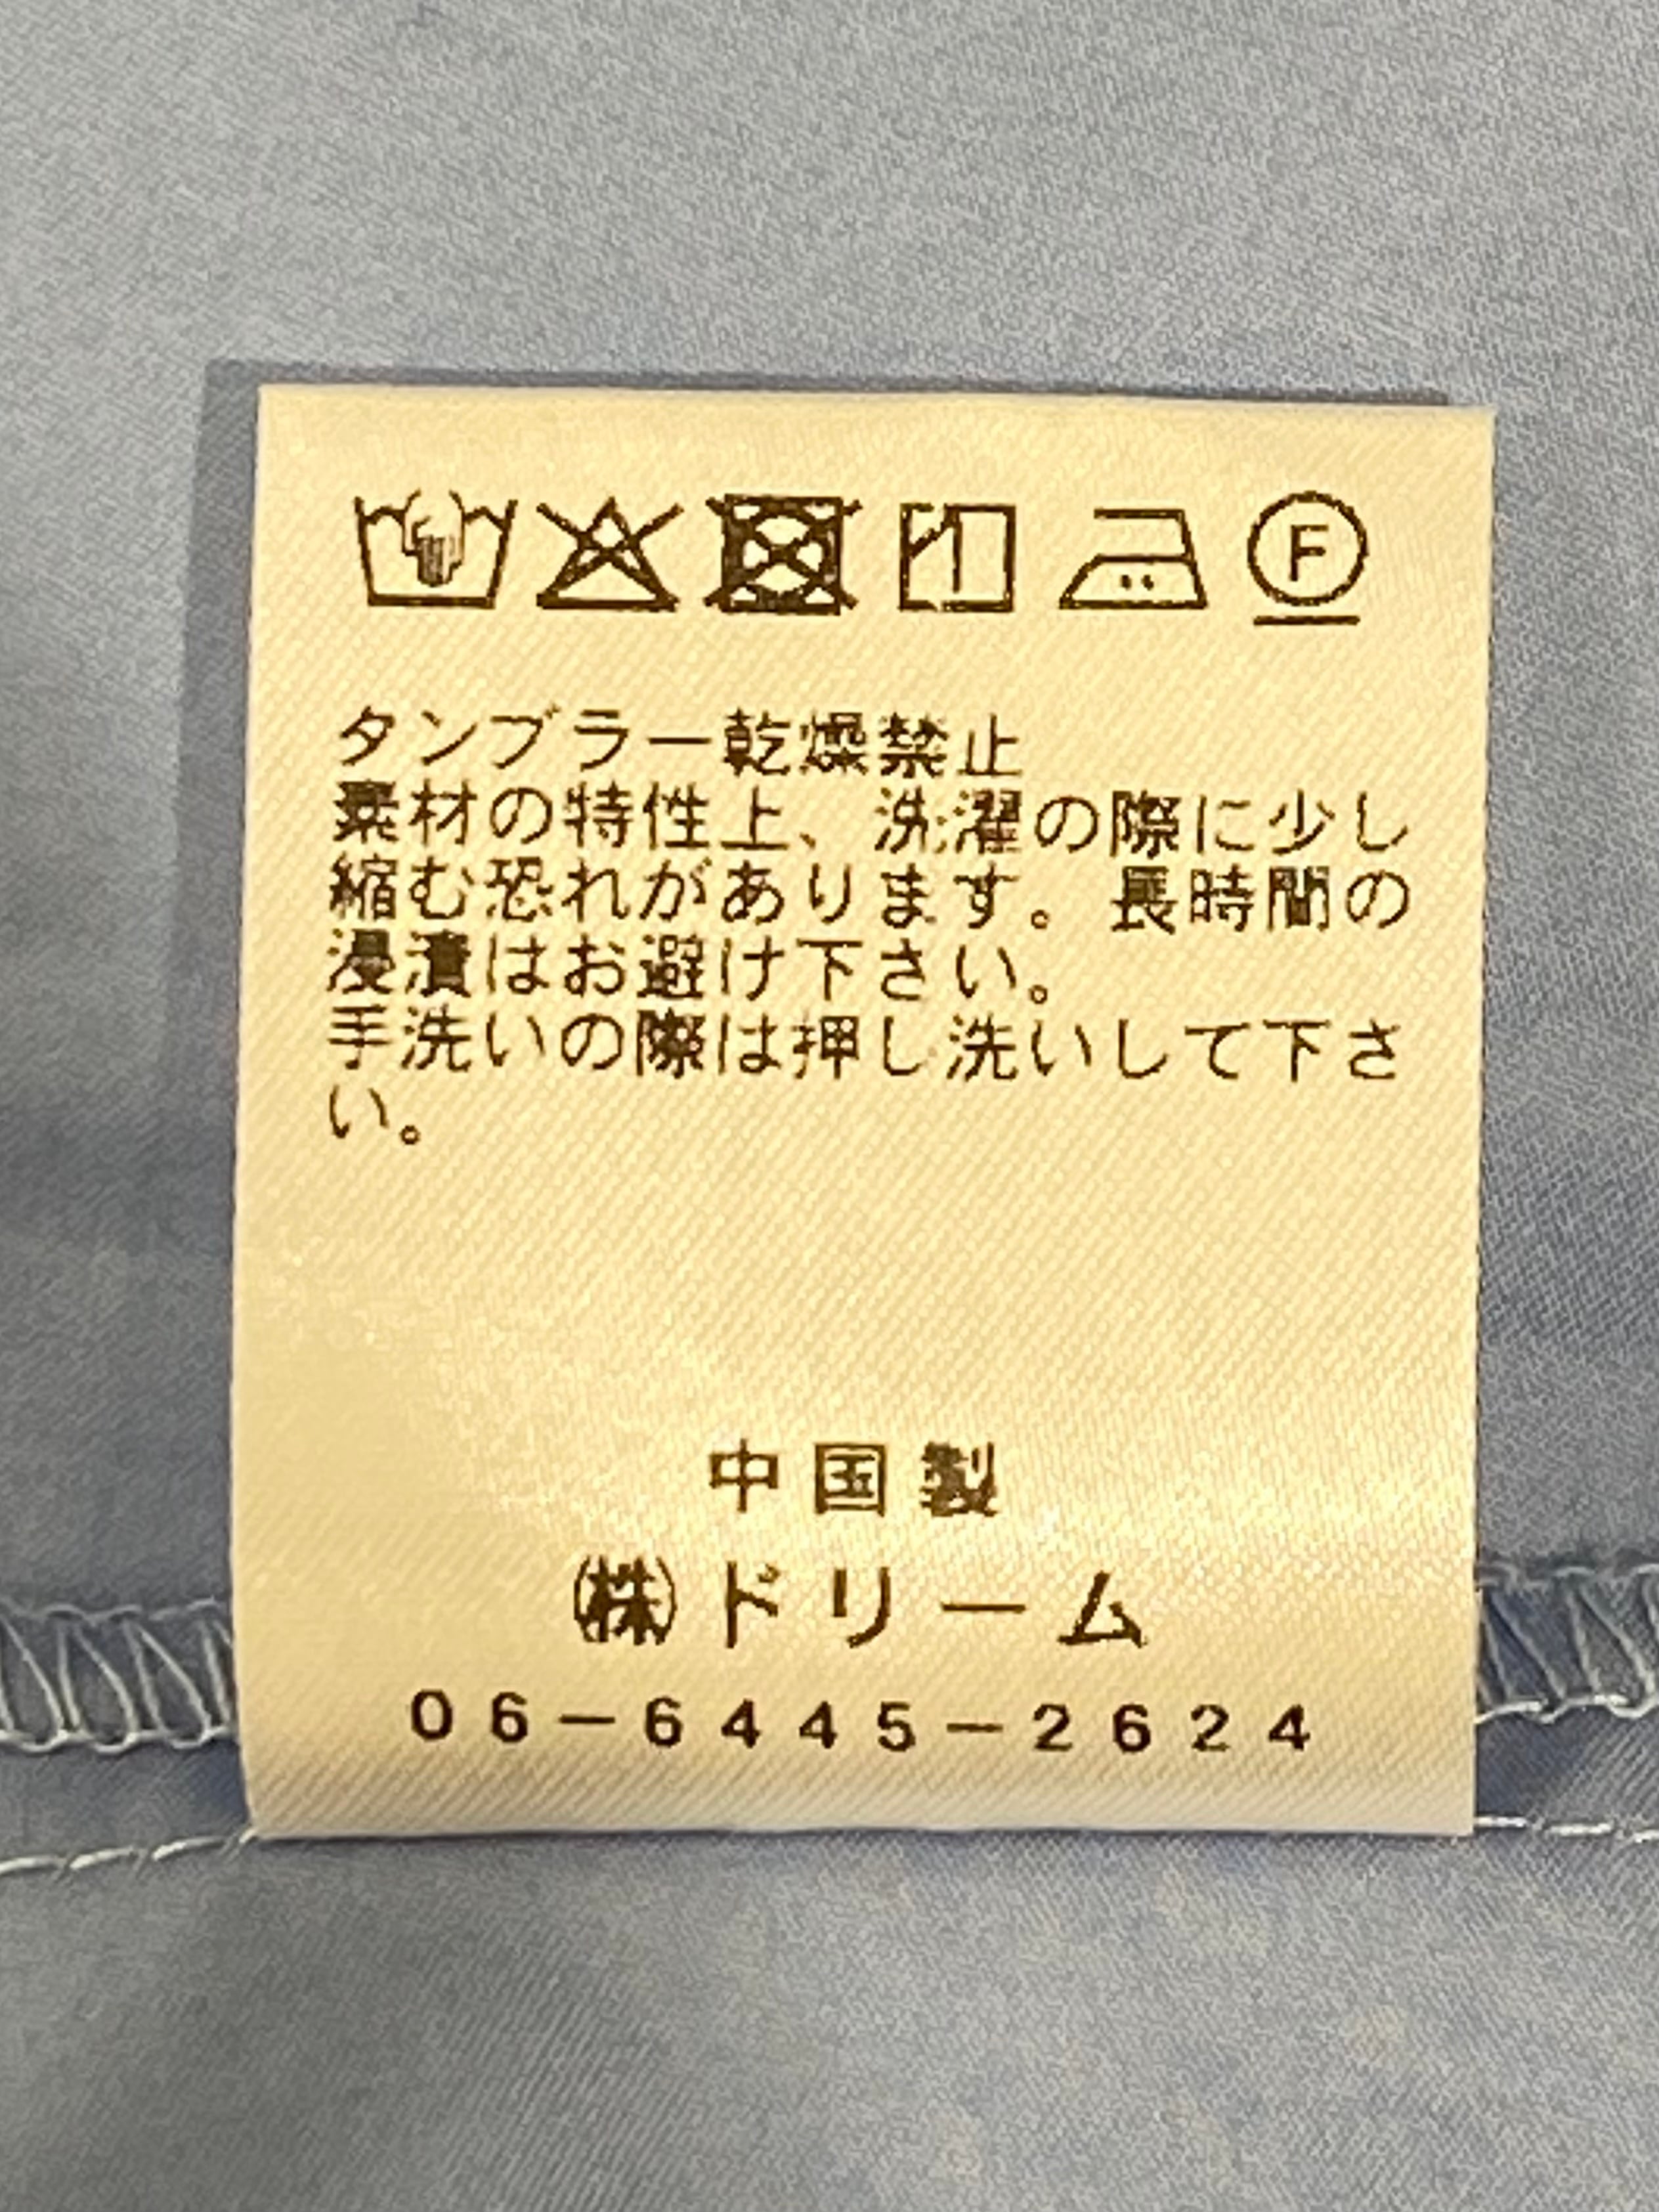 F
タンブラー乾燥禁止
素材の特性上、洗濯の際に少し
縮む恐れがあります。長時間の
浸漬はお避け下さい。
手洗いの際は押し洗いして下さ
い。
中国製
㈱ドリーム
06-6445-2624